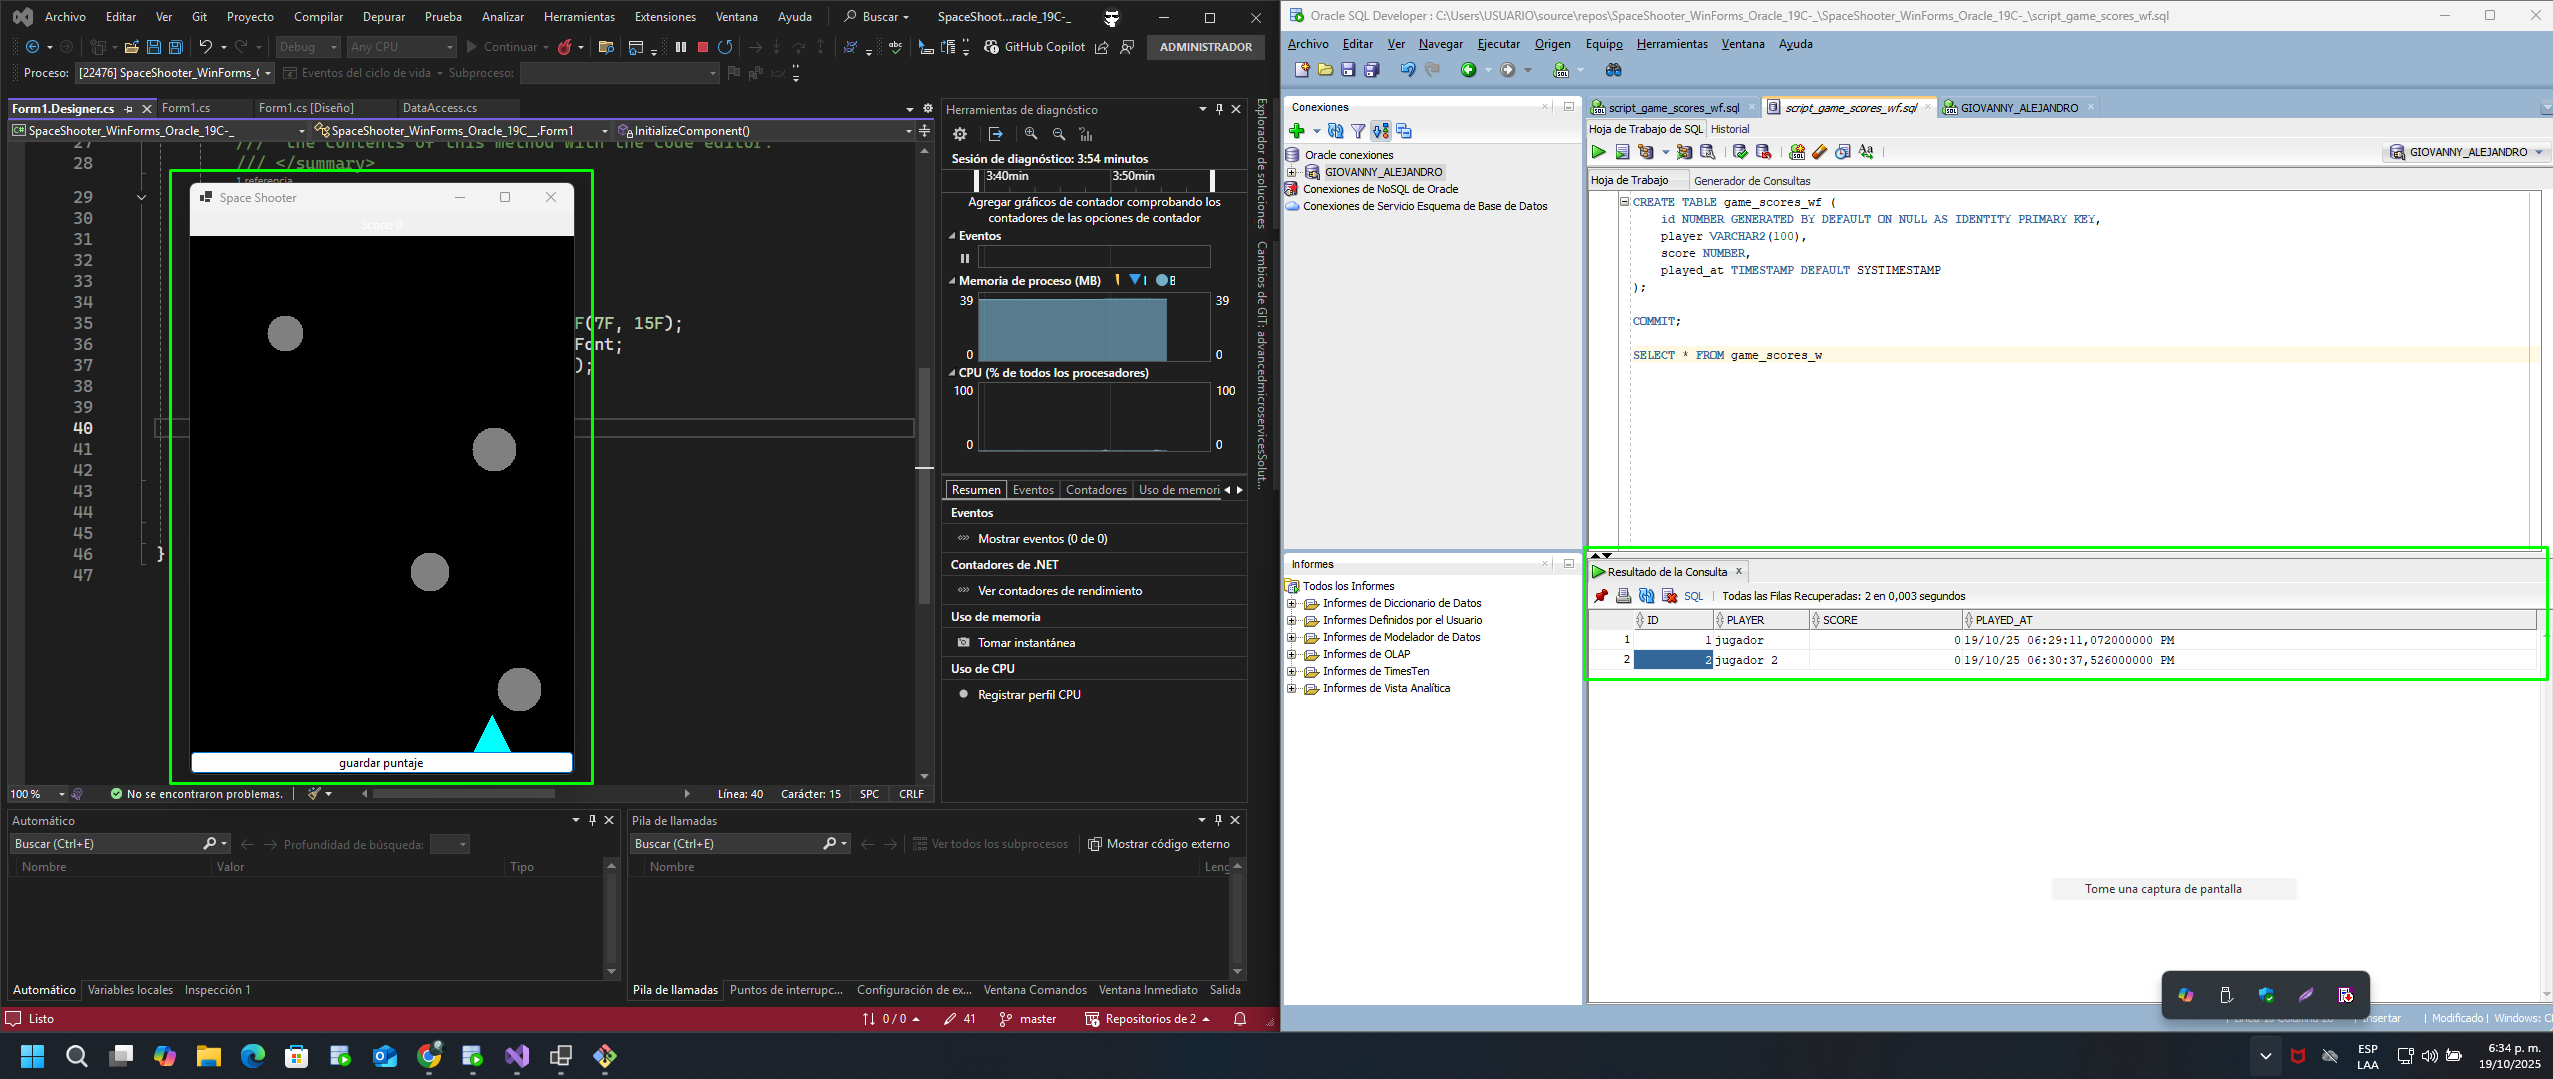 Archivo Editar Ver Git Proyecto Compilar Depurar Prueba Analizar Herramientas Extensiones Ventana Ayuda Buscar SpaceShoot...racle_19C-_
Debug Any CPU Continuar GitHub Copilot ADMINISTRADOR
Proceso: [22476] SpaceShooter_WinForms_( Eventos del ciclo de vida Subproceso:
Form1.Designer.cs Form1.cs Form1.cs [Diseño] DataAccess.cs
SpaceShooter_WinForms_Oracle_19C-_ SpaceShooter_WinForms_Oracle_19C__.Form1 InitializeComponent()
27 /// the contents of this method with the code editor.
28 /// </summary>
1 referencia
29
30
31
32
33
34
35 F(7F, 15F);
36 Font;
37 );
38
39
40
41
42
43
44
45
46 }
47
Space Shooter
Score: 0
guardar puntaje
100 % No se encontraron problemas. Línea: 40 Carácter: 15 SPC CRLF
Herramientas de diagnóstico
Sesión de diagnóstico: 3:54 minutos
3:40min 3:50min
Agregar gráficos de contador comprobando los
contadores de las opciones de contador
Eventos
Memoria de proceso (MB) I E
39 39
0 0
CPU (% de todos los procesadores)
100 100
0 0
Resumen Eventos Contadores Uso de memori
Eventos
Mostrar eventos (0 de 0)
Contadores de .NET
Ver contadores de rendimiento
Uso de memoria
Tomar instantánea
Uso de CPU
Registrar perfil CPU
Explorador de soluciones
Cambios de GIT: advancedmicroservicesSolut...
Automático
Buscar (Ctrl+E) Profundidad de búsqueda:
Nombre Valor Tipo
Automático Variables locales Inspección 1
Pila de llamadas
Buscar (Ctrl+E) Ver todos los subprocesos Mostrar código externo
Nombre Leng
Pila de llamadas Puntos de interrupc... Configuración de ex... Ventana Comandos Ventana Inmediato Salida
Listo 0 / 0 41 master Repositorios de 2
Oracle SQL Developer : C:\Users\USUARIO\source\repos\SpaceShooter_WinForms_Oracle_19C-_\SpaceShooter_WinForms_Oracle_19C-_\script_game_scores_wf.sql
Archivo Editar Ver Navegar Ejecutar Origen Equipo Herramientas Ventana Ayuda
Conexiones
Oracle conexiones
GIOVANNY_ALEJANDRO
Conexiones de NoSQL de Oracle
Conexiones de Servicio Esquema de Base de Datos
Informes
Todos los Informes
Informes de Diccionario de Datos
Informes Definidos por el Usuario
Informes de Modelador de Datos
Informes de OLAP
Informes de TimesTen
Informes de Vista Analítica
script_game_scores_wf.sql script_game_scores_wf.sql GIOVANNY_ALEJANDRO
Hoja de Trabajo de SQL Historial
GIOVANNY_ALEJANDRO
Hoja de Trabajo Generador de Consultas
CREATE TABLE game_scores_wf (
id NUMBER GENERATED BY DEFAULT ON NULL AS IDENTITY PRIMARY KEY,
player VARCHAR2(100),
score NUMBER,
played_at TIMESTAMP DEFAULT SYSTIMESTAMP
);
COMMIT;
SELECT * FROM game_scores_w
Resultado de la Consulta
SQL Todas las Filas Recuperadas: 2 en 0,003 segundos
ID PLAYER SCORE PLAYED_AT
1 1 jugador 0 19/10/25 06:29:11,072000000 PM
2 2 jugador 2 0 19/10/25 06:30:37,526000000 PM
Tome una captura de pantalla
Insertar Modificado Windows: C
ESP
LAA
6:34 p. m.
19/10/2025